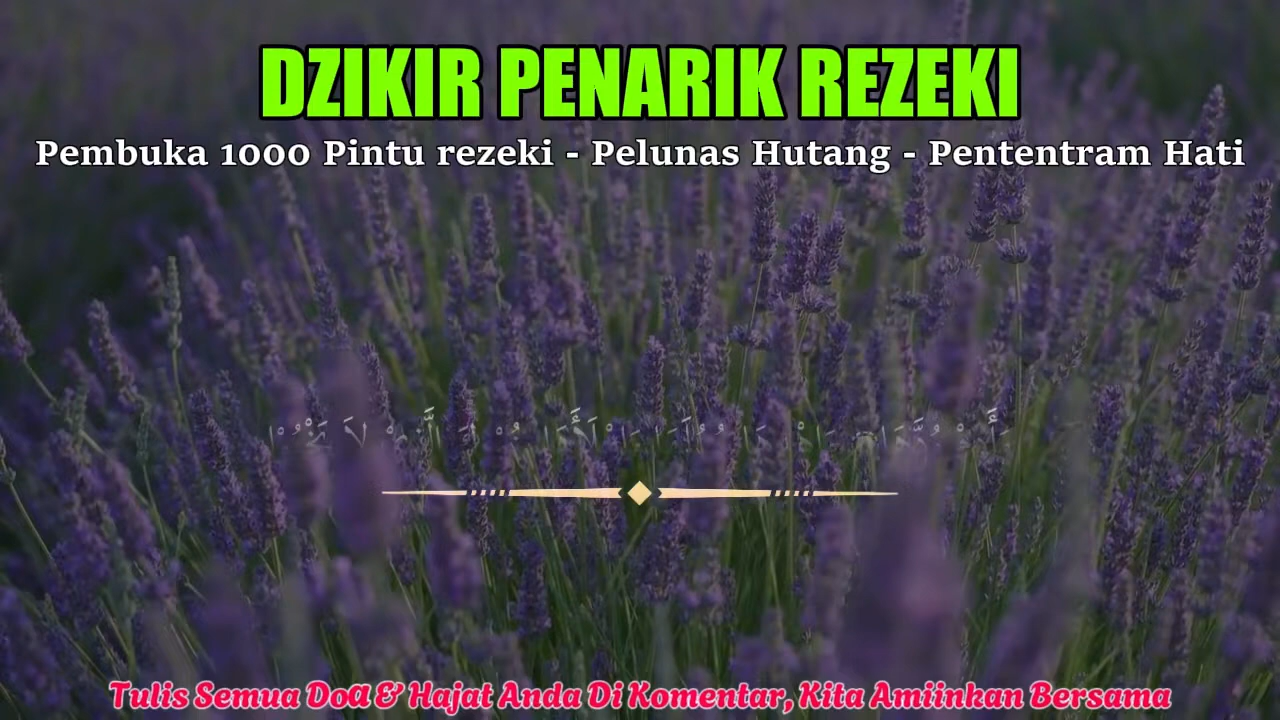 DZIKIR PENARIK REZEKI
Pembuka 1000 Pintu rezeki - Pelunas Hutang - Pententram Hati
Tulis Semua Doa & Hajat Anda Di Komentar, Kita Amiinkan Bersama